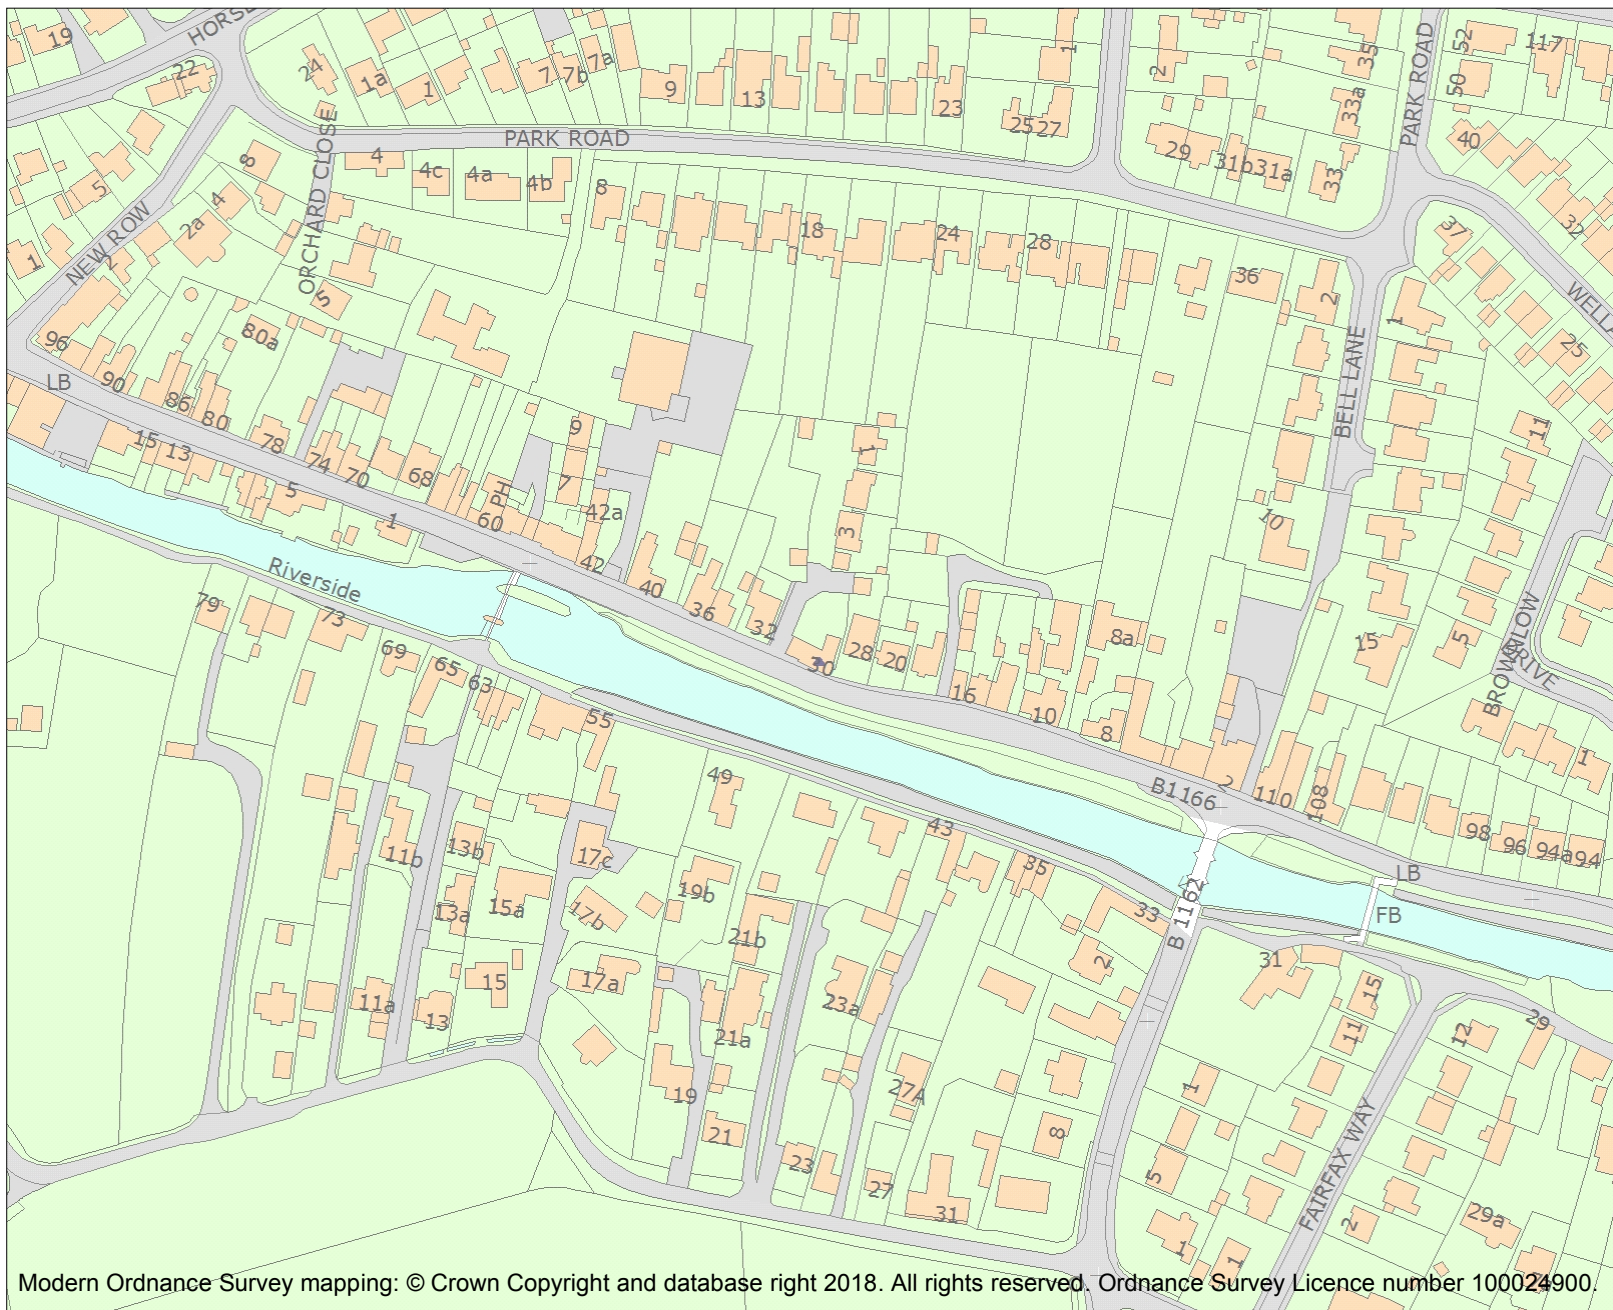 19
HORSE
22
24
1a
1
7
7b
7a
9
13
23
25
27
1
2
35
33a
PARK ROAD
52
50
117
40
PARK ROAD
29
31b
31a
33
32
37
8
5
4
2a
NEW ROW
1
2
ORCHARD CLOSE
4
4c
4a
4b
8
18
24
28
36
2
1
WELLA
25
5
80a
96
90
LB
86
80
78
15
13
74
70
68
5
1
PH
60
9
7
42a
42
1
3
BELL LANE
10
11
BROWNLOW
DRIVE
5
15
1
40
36
32
30
28
20
16
10
8a
8
2
B1166
110
108
98
96
94a
94
LB
FB
Riverside
79
73
69
65
63
55
49
43
35
33
B 1162
2
31
15
11
12
29
11b
13b
17c
19b
13a
15a
17b
21b
11a
13
15
17a
21a
23a
19
21
27A
23
27
31
8
1
5
1
1
FAIRFAX WAY
2
29a
Modern Ordnance Survey mapping: © Crown Copyright and database right 2018. All rights reserved. Ordnance Survey Licence number 100024900.